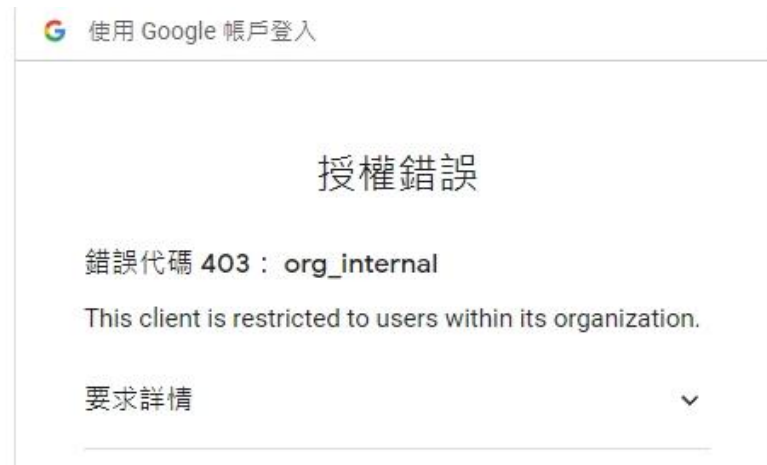 使用 Google 帳戶登入
授權錯誤
錯誤代碼 403： org_internal
This client is restricted to users within its organization.
要求詳情